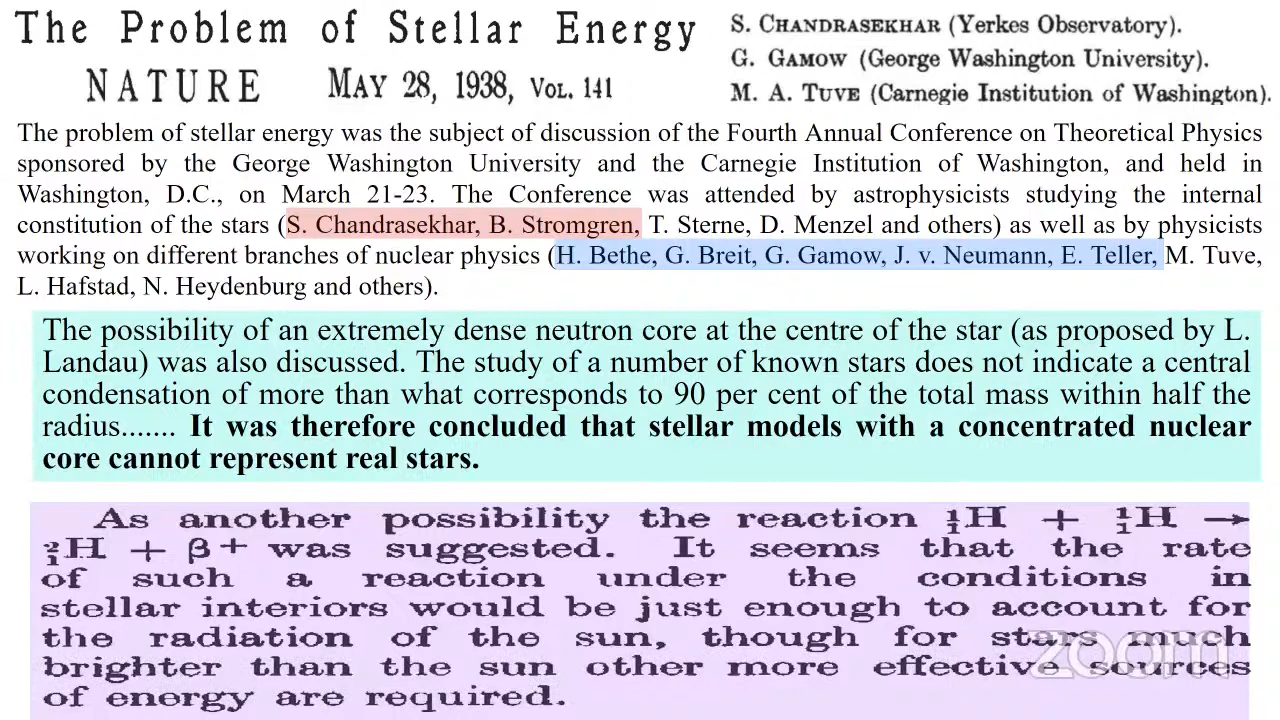 The Problem of Stellar Energy
NATURE MAY 28, 1938, VOL. 141
S. CHANDRASEKHAR (Yerkes Observatory).
G. GAMOW (George Washington University).
M. A. TUVE (Carnegie Institution of Washington).
The problem of stellar energy was the subject of discussion of the Fourth Annual Conference on Theoretical Physics
sponsored by the George Washington University and the Carnegie Institution of Washington, and held in
Washington, D.C., on March 21-23. The Conference was attended by astrophysicists studying the internal
constitution of the stars (S. Chandrasekhar, B. Stromgren, T. Sterne, D. Menzel and others) as well as by physicists
working on different branches of nuclear physics (H. Bethe, G. Breit, G. Gamow, J. v. Neumann, E. Teller, M. Tuve,
L. Hafstad, N. Heydenburg and others).
The possibility of an extremely dense neutron core at the centre of the star (as proposed by L.
Landau) was also discussed. The study of a number of known stars does not indicate a central
condensation of more than what corresponds to 90 per cent of the total mass within half the
radius....... It was therefore concluded that stellar models with a concentrated nuclear
core cannot represent real stars.
As another possibility the reaction ¹₁H + ¹₁H →
²₁H + β⁺ was suggested. It seems that the rate
of such a reaction under the conditions in
stellar interiors would be just enough to account for
the radiation of the sun, though for stars much
brighter than the sun other more effective sources
of energy are required.
zoom